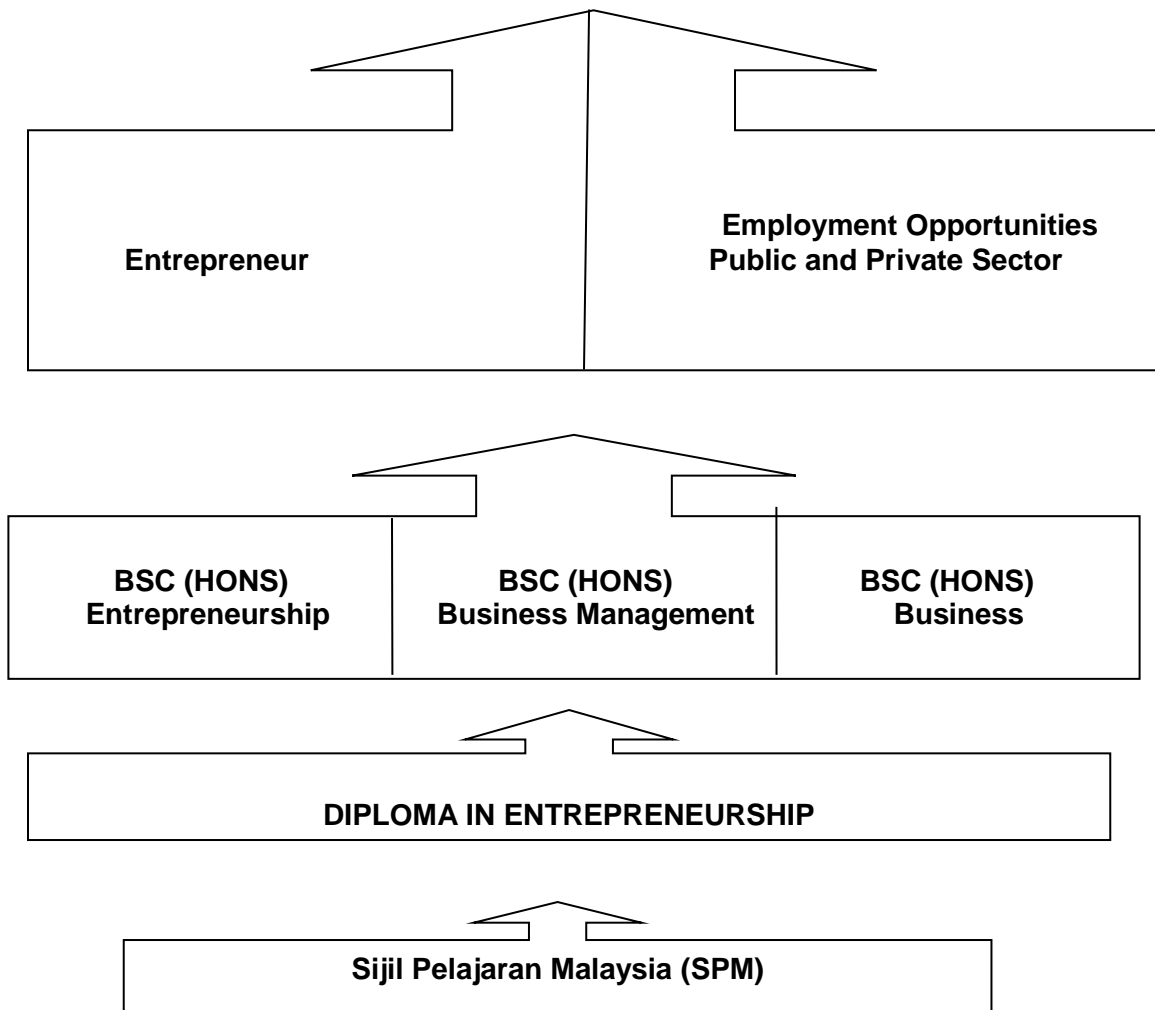 Entrepreneur
Employment Opportunities
Public and Private Sector
BSC (HONS)
Entrepreneurship
BSC (HONS)
Business Management
BSC (HONS)
Business
DIPLOMA IN ENTREPRENEURSHIP
Sijil Pelajaran Malaysia (SPM)